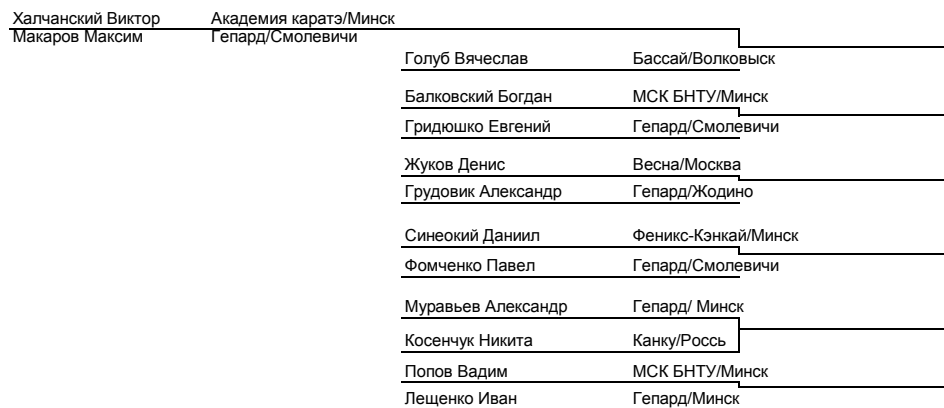 Халчанский Виктор Академия каратэ/Минск
Макаров Максим Гепард/Смолевичи
Голуб Вячеслав Бассай/Волковыск
Балковский Богдан МСК БНТУ/Минск
Гридюшко Евгений Гепард/Смолевичи
Жуков Денис Весна/Москва
Грудовик Александр Гепард/Жодино
Синеокий Даниил Феникс-Кэнкай/Минск
Фомченко Павел Гепард/Смолевичи
Муравьев Александр Гепард/ Минск
Косенчук Никита Канку/Россь
Попов Вадим МСК БНТУ/Минск
Лещенко Иван Гепард/Минск